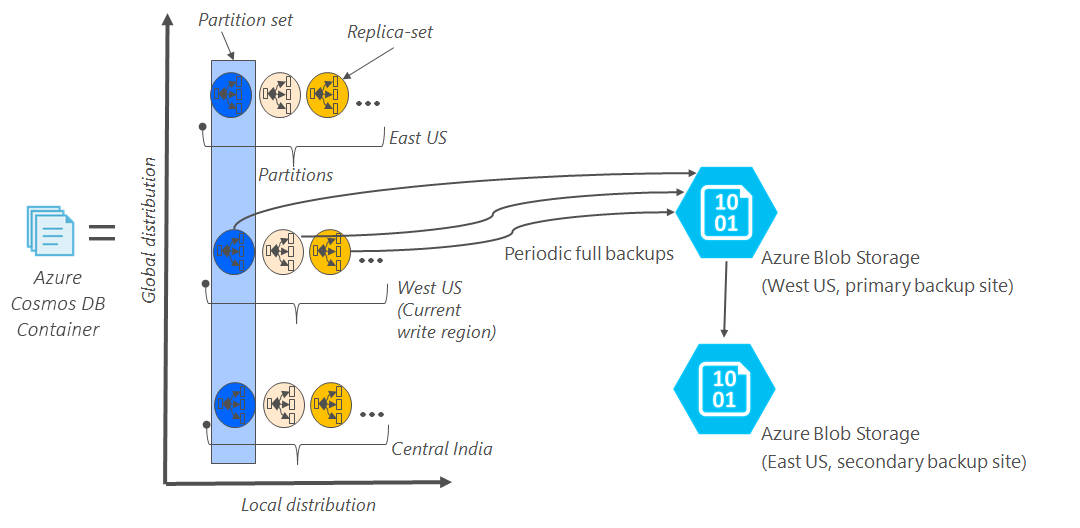 Partition set
Replica-set
East US
Partitions
Global distribution
=
Azure
Cosmos DB
Container
West US
(Current
write region)
Periodic full backups
10
01
Azure Blob Storage
(West US, primary backup site)
10
01
Azure Blob Storage
(East US, secondary backup site)
Central India
Local distribution